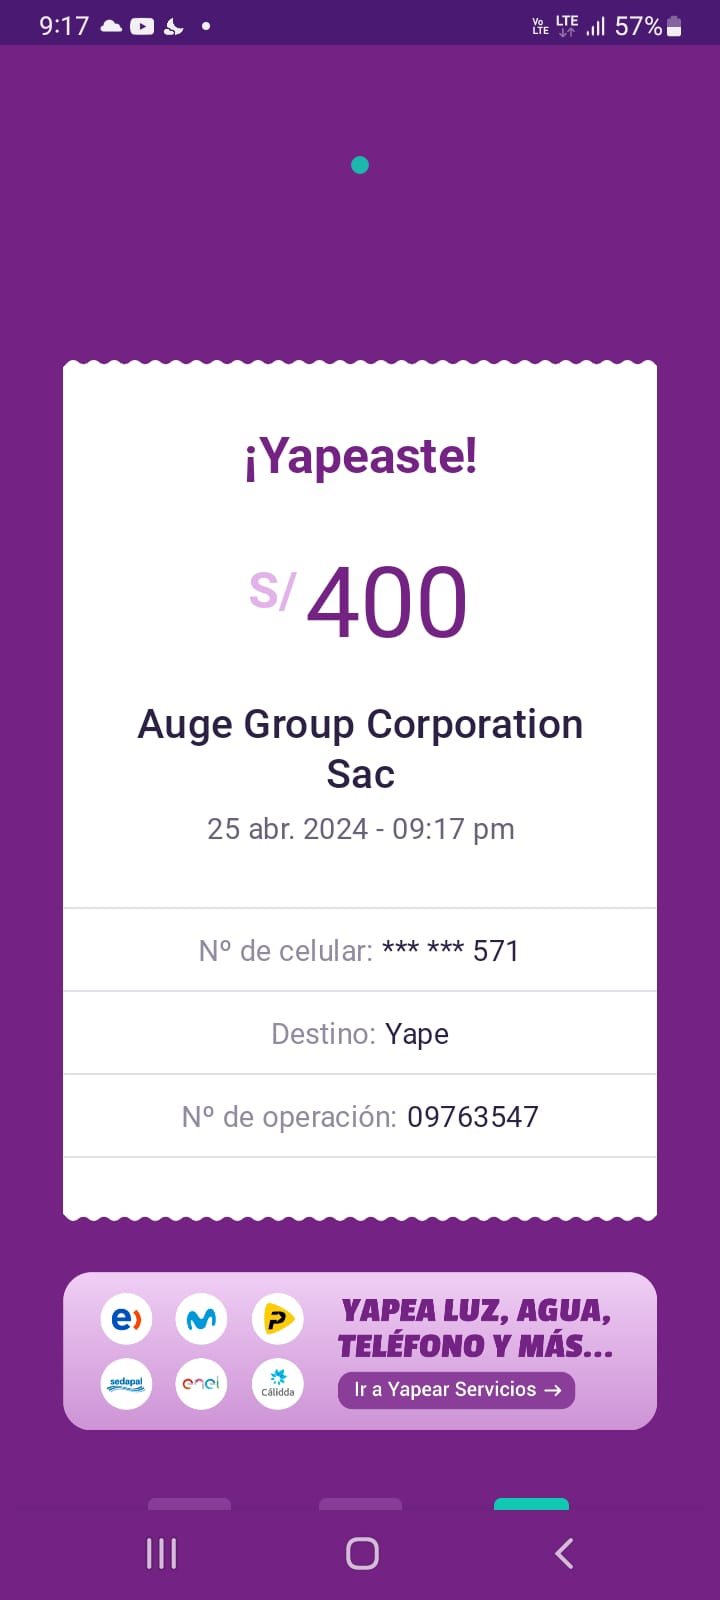 9:17
Vo LTE LTE 57%
¡Yapeaste!
S/ 400
Auge Group Corporation
Sac
25 abr. 2024 - 09:17 pm
Nº de celular: *** *** 571
Destino: Yape
Nº de operación: 09763547
e)
P
sedapal
enel
Cálidda
YAPEA LUZ, AGUA,
TELÉFONO Y MÁS...
Ir a Yapear Servicios →